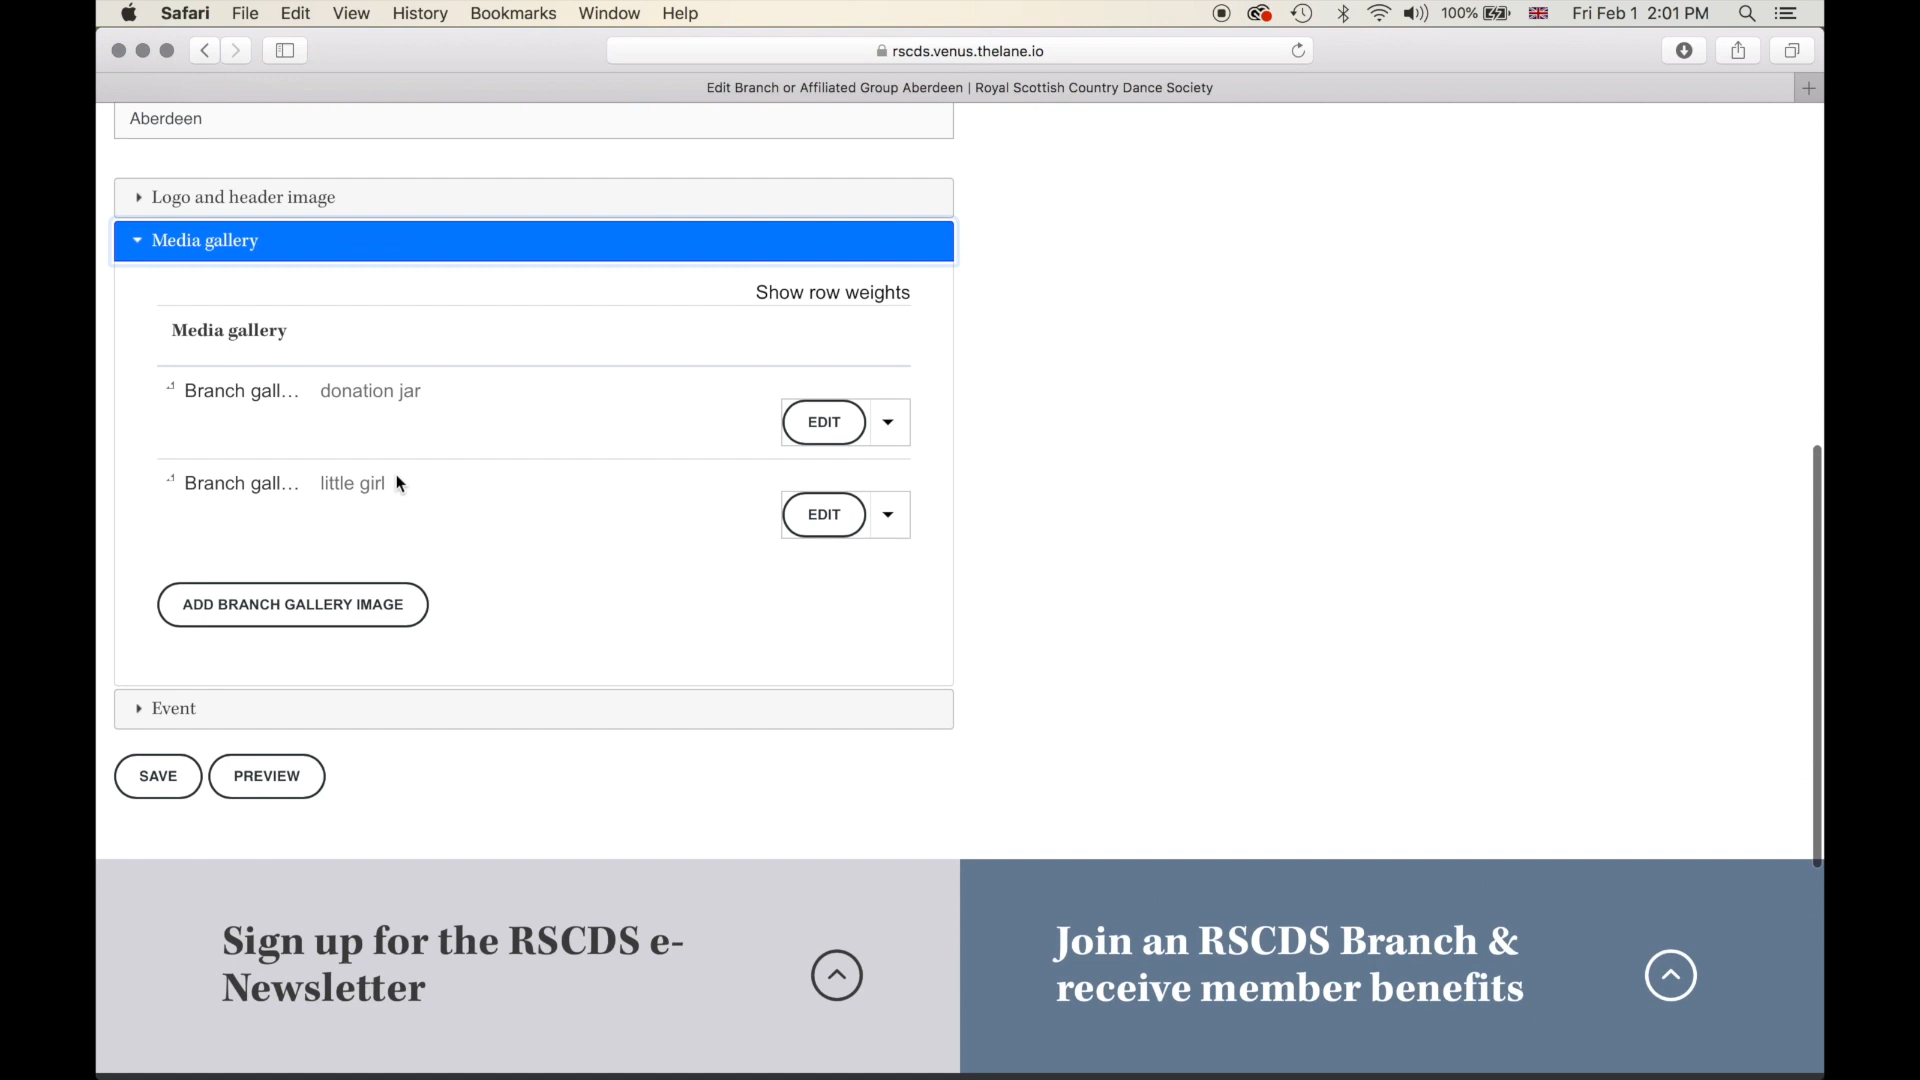 Safari File Edit View History Bookmarks Window Help 100% Fri Feb 1 2:01 PM
rscds.venus.thelane.io
Edit Branch or Affiliated Group Aberdeen | Royal Scottish Country Dance Society
Aberdeen
Logo and header image
Media gallery
Show row weights
Media gallery
Branch gall... donation jar
EDIT
Branch gall... little girl
EDIT
ADD BRANCH GALLERY IMAGE
Event
SAVE PREVIEW
Sign up for the RSCDS e-
Newsletter
Join an RSCDS Branch &
receive member benefits